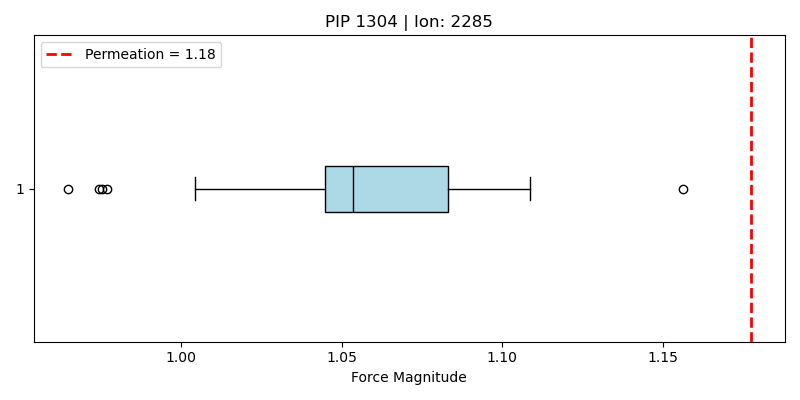 PIP 1304 | Ion: 2285
Permeation = 1.18
1
1.00 1.05 1.10 1.15
Force Magnitude